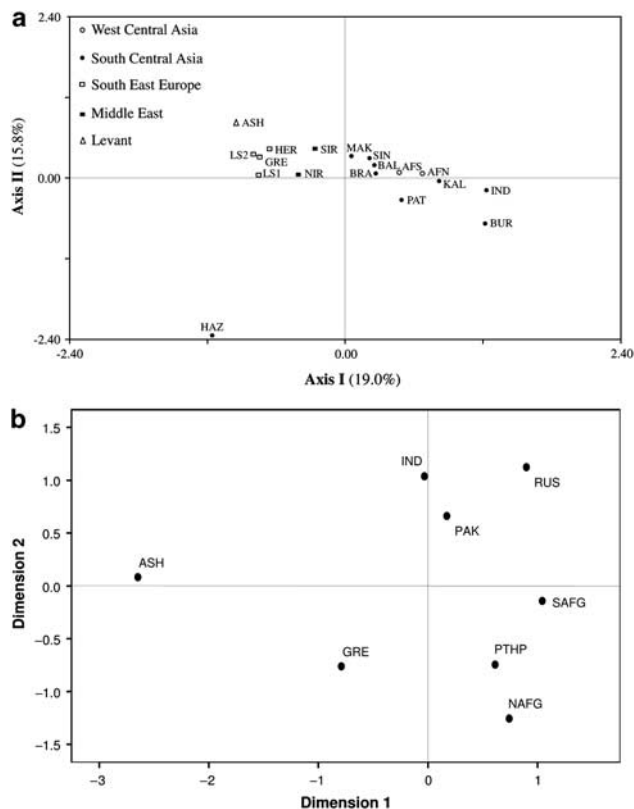 a
2.40
West Central Asia
South Central Asia
South East Europe
Middle East
Levant
ASH
LS2
HER
GRE
LS1
SIR
NIR
MAK
SIN
BAL
BRA
AFS
AFN
KAL
PAT
IND
BUR
HAZ
Axis II (15.8%)
0.00
-2.40
-2.40
0.00
2.40
Axis I (19.0%)
b
Dimension 2
1.5
1.0
0.5
0.0
−0.5
−1.0
−1.5
IND
RUS
PAK
ASH
SAFG
GRE
PTHP
NAFG
−3
−2
−1
0
1
Dimension 1